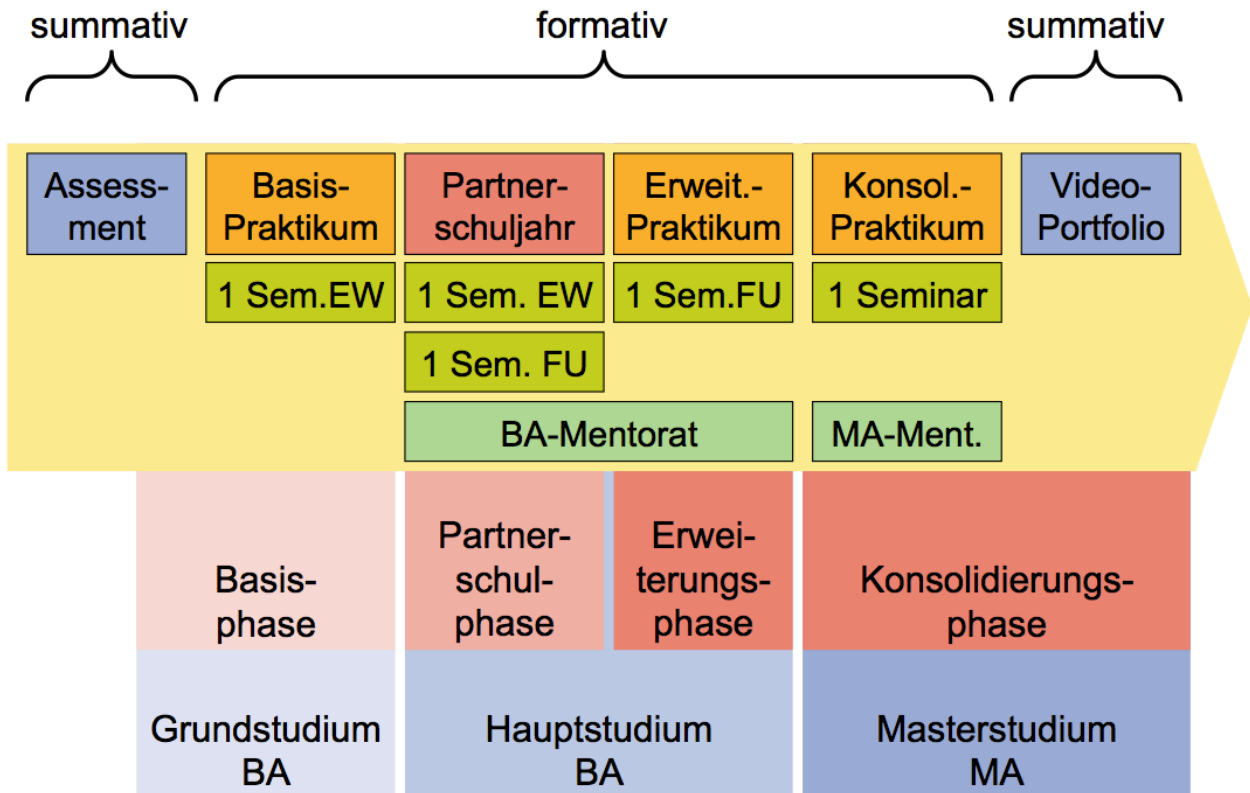 summativ
formativ
summativ
Assess-
ment
Basis-
Praktikum
Partner-
schuljahr
Erweit.-
Praktikum
Konsol.-
Praktikum
Video-
Portfolio
1 Sem.EW
1 Sem. EW
1 Sem.FU
1 Seminar
1 Sem. FU
BA-Mentorat
MA-Ment.
Basis-
phase
Partner-
schul-
phase
Erwei-
terungs-
phase
Konsolidierungs-
phase
Grundstudium
BA
Hauptstudium
BA
Masterstudium
MA